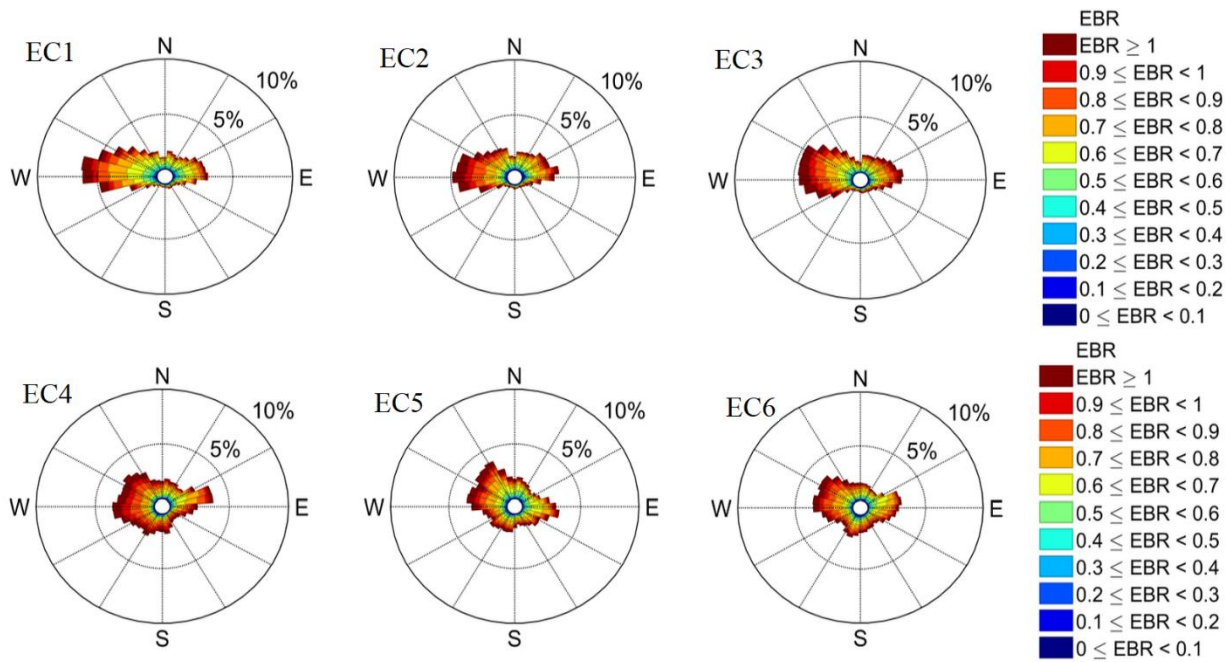 EC1
N
10%
5%
W
E
S
EC2
N
10%
5%
W
E
S
EC3
N
10%
5%
W
E
S
EBR
EBR ≥ 1
0.9 ≤ EBR < 1
0.8 ≤ EBR < 0.9
0.7 ≤ EBR < 0.8
0.6 ≤ EBR < 0.7
0.5 ≤ EBR < 0.6
0.4 ≤ EBR < 0.5
0.3 ≤ EBR < 0.4
0.2 ≤ EBR < 0.3
0.1 ≤ EBR < 0.2
0 ≤ EBR < 0.1
EC4
N
10%
5%
W
E
S
EC5
N
10%
5%
W
E
S
EC6
N
10%
5%
W
E
S
EBR
EBR ≥ 1
0.9 ≤ EBR < 1
0.8 ≤ EBR < 0.9
0.7 ≤ EBR < 0.8
0.6 ≤ EBR < 0.7
0.5 ≤ EBR < 0.6
0.4 ≤ EBR < 0.5
0.3 ≤ EBR < 0.4
0.2 ≤ EBR < 0.3
0.1 ≤ EBR < 0.2
0 ≤ EBR < 0.1